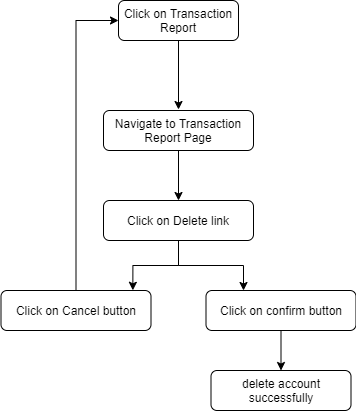 Click on Transaction
Report
Navigate to Transaction
Report Page
Click on Delete link
Click on Cancel button
Click on confirm button
delete account
successfully